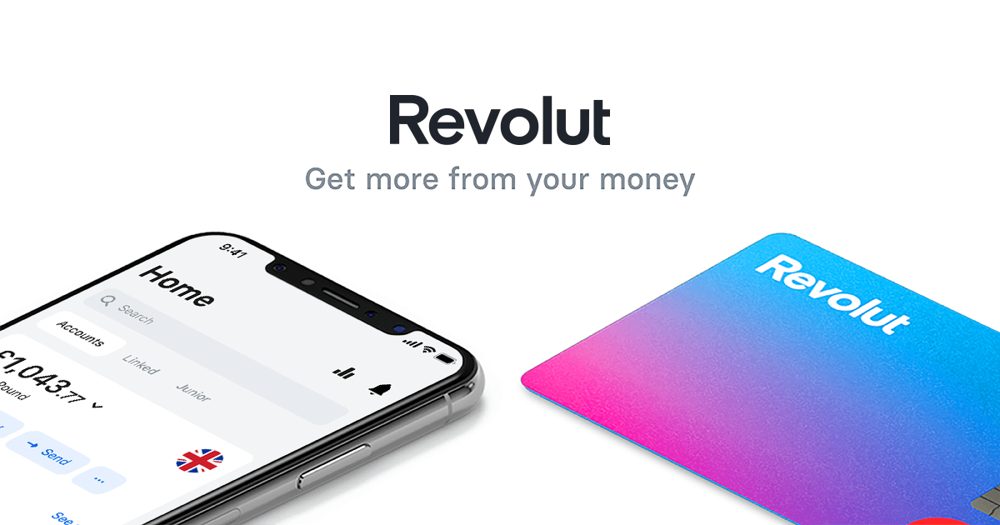 Revolut
Get more from your money
9:41
Home
Search
Accounts
Linked
Junior
£1,043.77
Pound
Send
See
Revolut